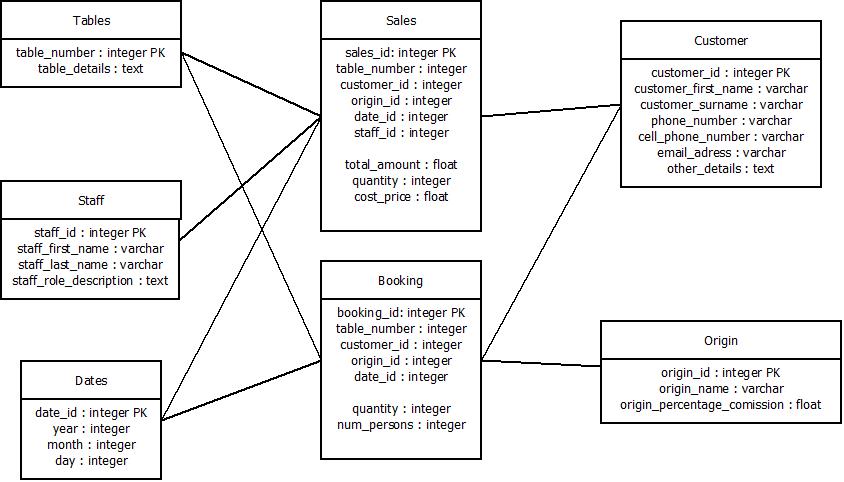 Tables
table_number : integer PK
table_details : text
Sales
sales_id: integer PK
table_number : integer
customer_id : integer
origin_id : integer
date_id : integer
staff_id : integer
total_amount : float
quantity : integer
cost_price : float
Customer
customer_id : integer PK
customer_first_name : varchar
customer_surname : varchar
phone_number : varchar
cell_phone_number : varchar
email_adress : varchar
other_details : text
Staff
staff_id : integer PK
staff_first_name : varchar
staff_last_name : varchar
staff_role_description : text
Booking
booking_id: integer PK
table_number : integer
customer_id : integer
origin_id : integer
date_id : integer
quantity : integer
num_persons : integer
Origin
origin_id : integer PK
origin_name : varchar
origin_percentage_comission : float
Dates
date_id : integer PK
year : integer
month : integer
day : integer